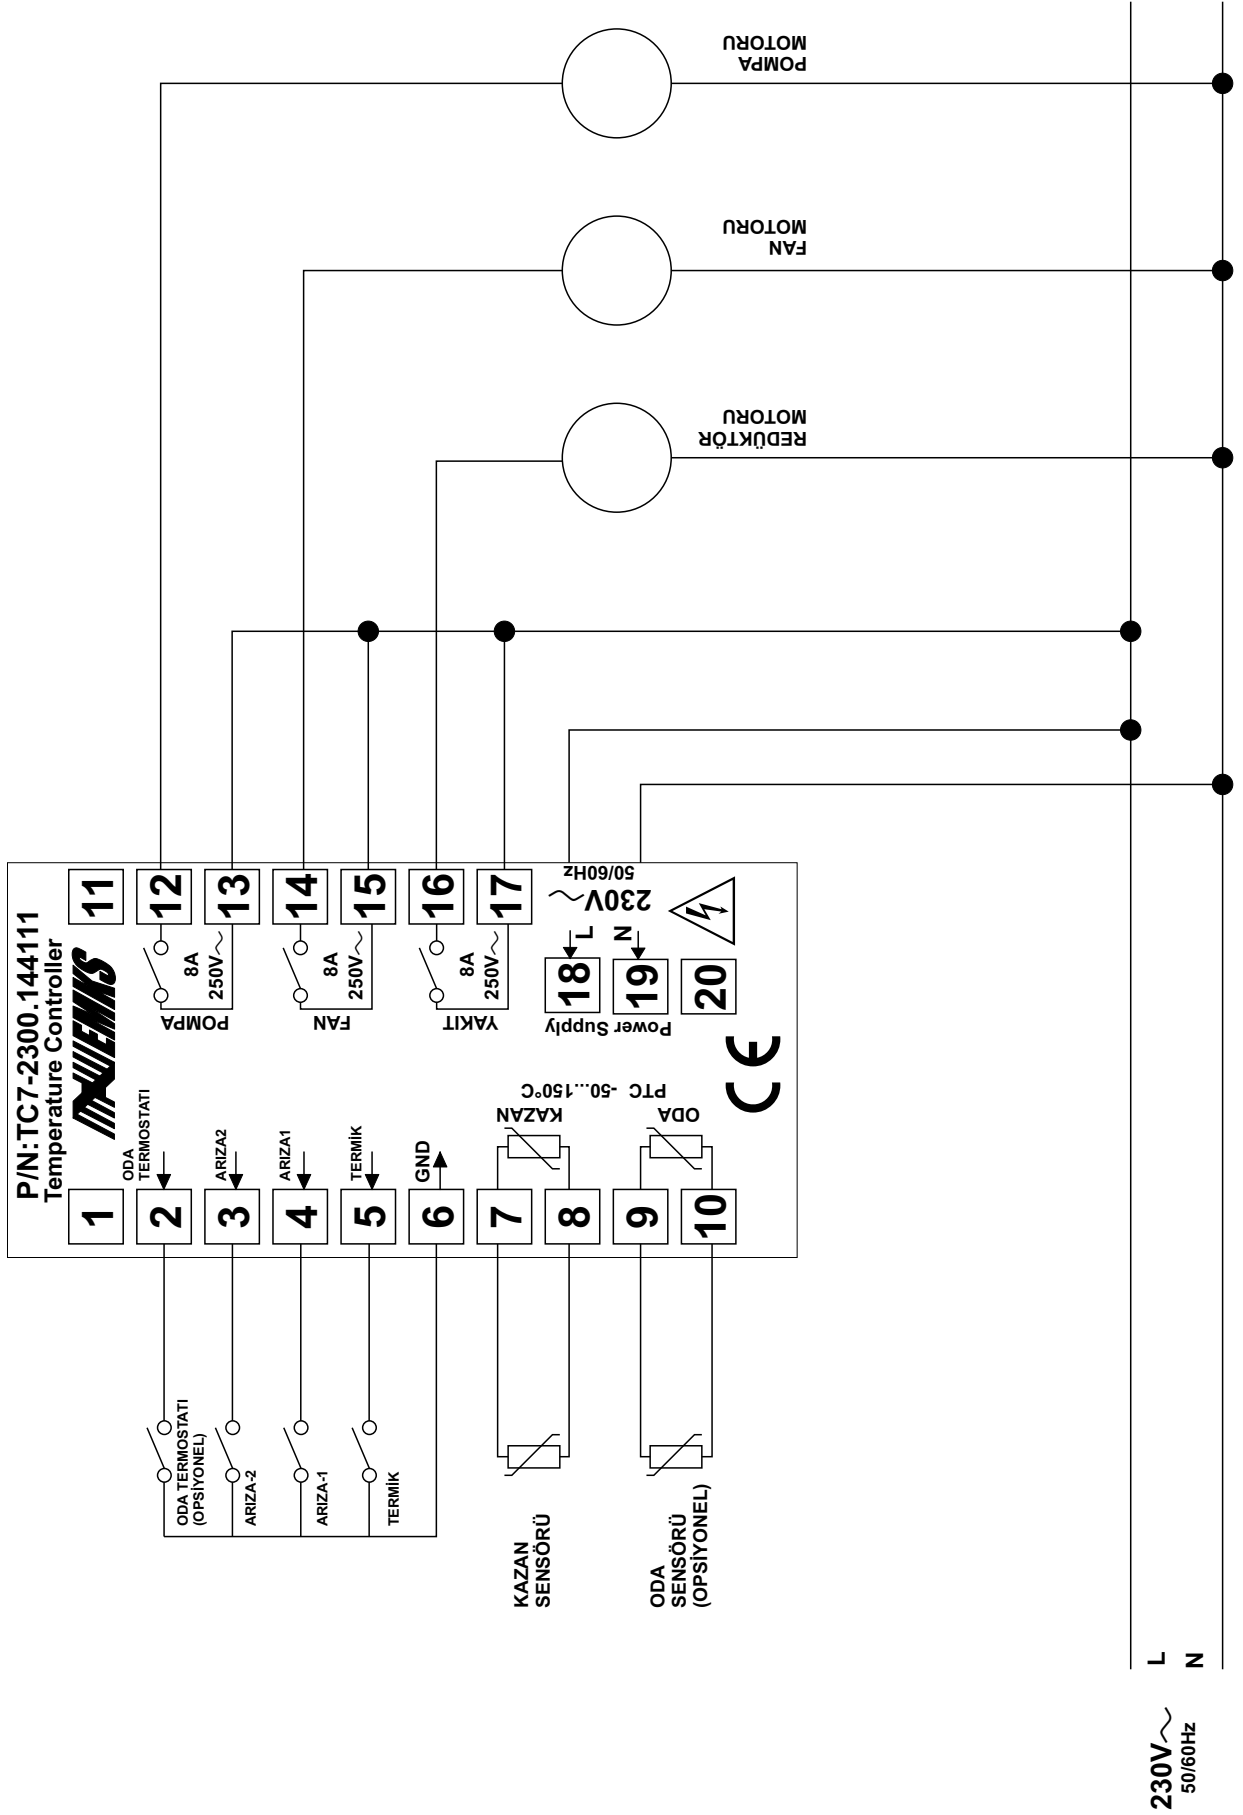 P/N:TC7-2300.144111
Temperature Controller
EMKS
1
2
3
4
5
6
7
8
9
10
ODA
TERMOSTATI
ARIZA2
ARIZA1
TERMİK
GND
KAZAN
ODA
PTC -50...150°C
11
12
13
14
15
16
17
18
19
20
8A
250V
POMPA
8A
250V
FAN
8A
250V
YAKIT
L
N
230V
50/60Hz
Power Supply
CE
ODA TERMOSTATI
(OPSİYONEL)
ARIZA-2
ARIZA-1
TERMİK
KAZAN
SENSÖRÜ
ODA
SENSÖRÜ
(OPSİYONEL)
POMPA
MOTORU
FAN
MOTORU
REDÜKTÖR
MOTORU
230V
50/60Hz
L
N